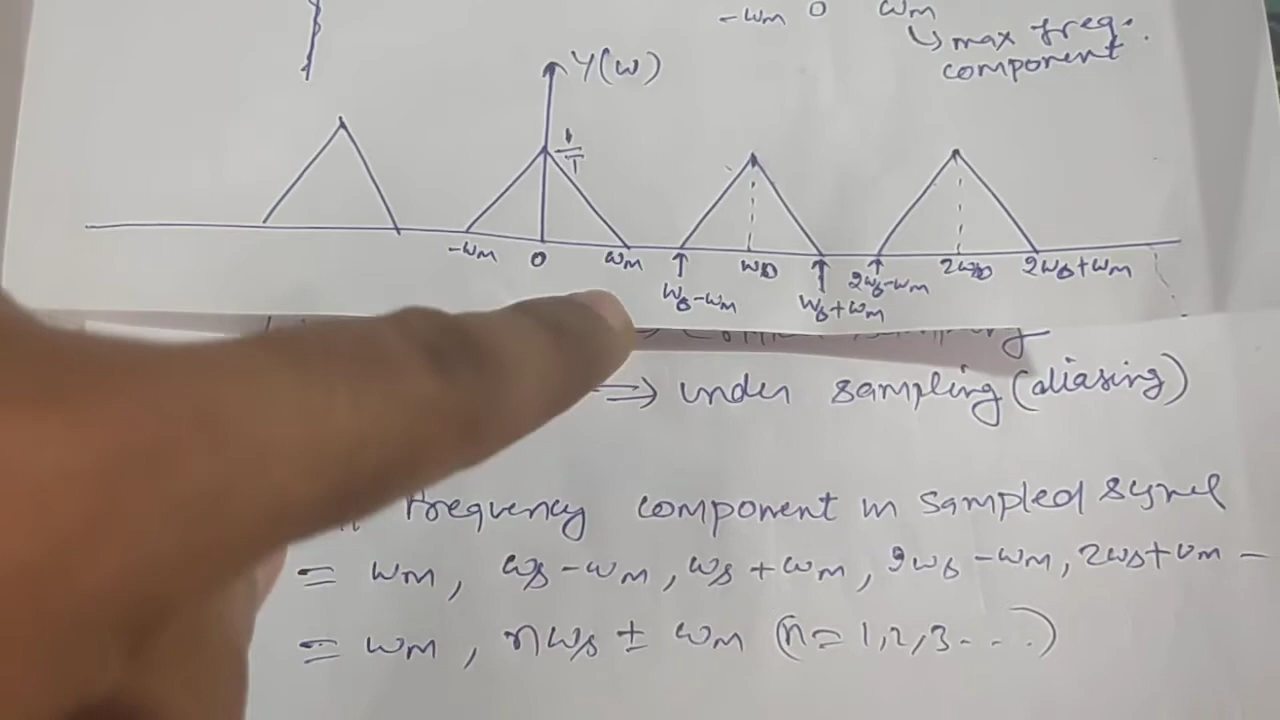 -ωm 0 ωm
↳ max freq.
component
Y(ω)
1/T
-ωm 0 ωm ωs-ωm ωs ωs+ωm 2ωs-ωm 2ωs 2ωs+ωm
⇒ under sampling (aliasing)
frequency component in sampled
= ωm, ωs-ωm, ωs+ωm, 2ωs-ωm, 2ωs+ωm -
= ωm, nωs ± ωm (n=1,2,3---)